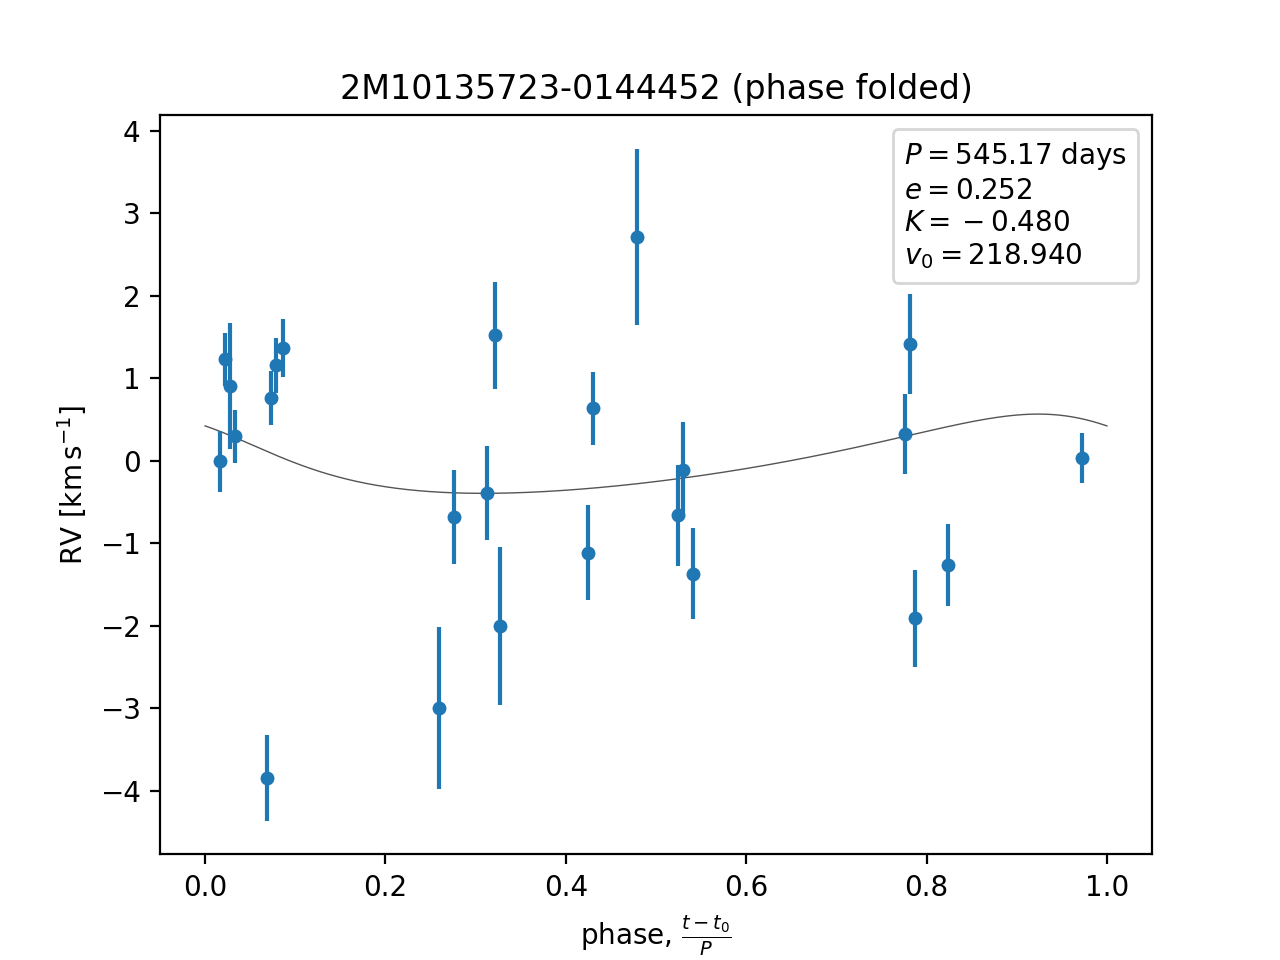 2M10135723-0144452 (phase folded)
P = 545.17 days
e = 0.252
K = −0.480
v₀ = 218.940
4
3
2
1
0
−1
−2
−3
−4
RV [km s⁻¹]
0.0 0.2 0.4 0.6 0.8 1.0
phase, (t − t₀)/P